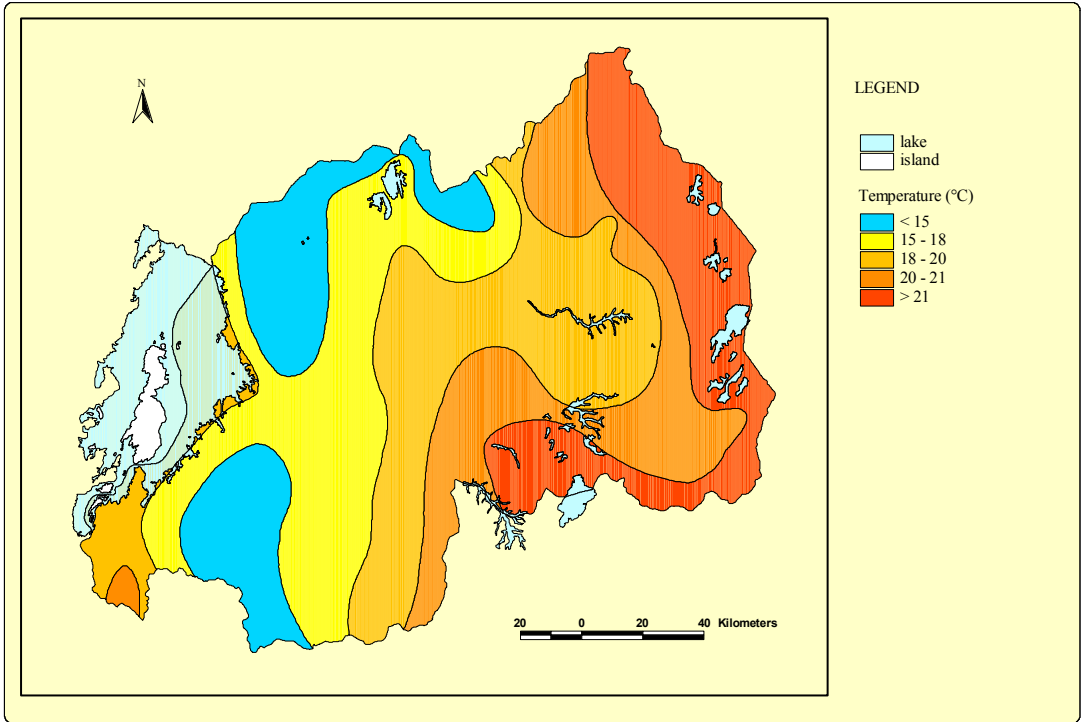 N
LEGEND
lake
island
Temperature (°C)
< 15
15 - 18
18 - 20
20 - 21
> 21
20 0 20 40 Kilometers